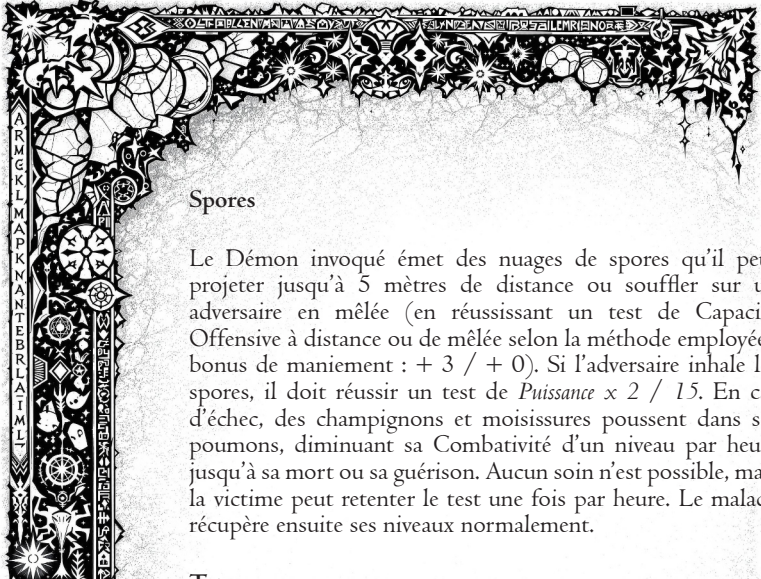 Spores
Le Démon invoqué émet des nuages de spores qu'il peu
projeter jusqu'à 5 mètres de distance ou souffler sur u
adversaire en mêlée (en réussissant un test de Capaci
Offensive à distance ou de mêlée selon la méthode employée
bonus de maniement : + 3 / + 0). Si l'adversaire inhale l
spores, il doit réussir un test de Puissance x 2 / 15. En ca
d'échec, des champignons et moisissures poussent dans s
poumons, diminuant sa Combativité d'un niveau par heu
jusqu'à sa mort ou sa guérison. Aucun soin n'est possible, ma
la victime peut retenter le test une fois par heure. Le malac
récupère ensuite ses niveaux normalement.